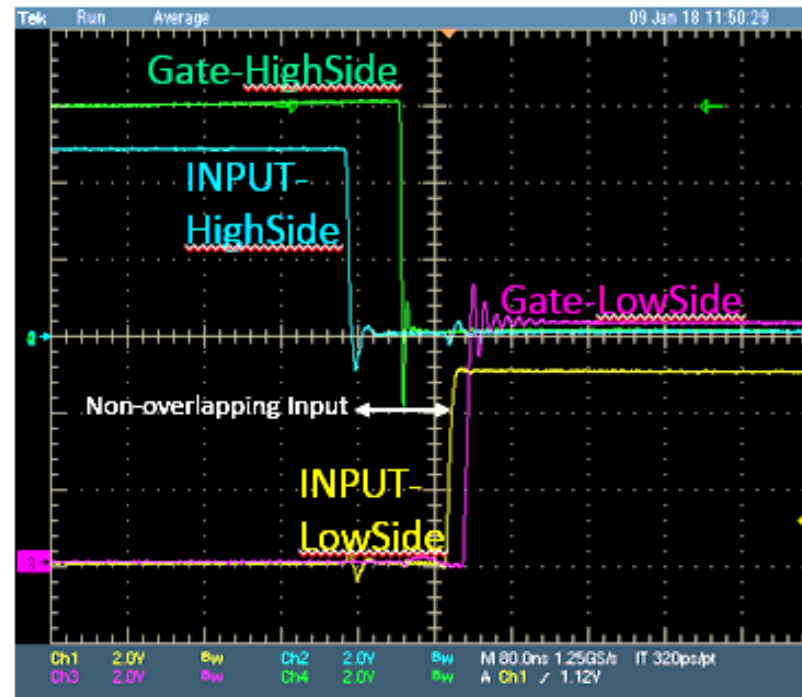 Tek Run Average 09 Jan 18 11:50:29
Gate-HighSide
INPUT-
HighSide
Gate-LowSide
Non-overlapping Input
INPUT-
LowSide
3
Ch1 2.0V Bw Ch2 2.0V Bw M 80.0ns 1.25GS/s IT 320ps/pt
Ch3 2.0V Ch4 2.0V Bw A Ch1 / 1.12V